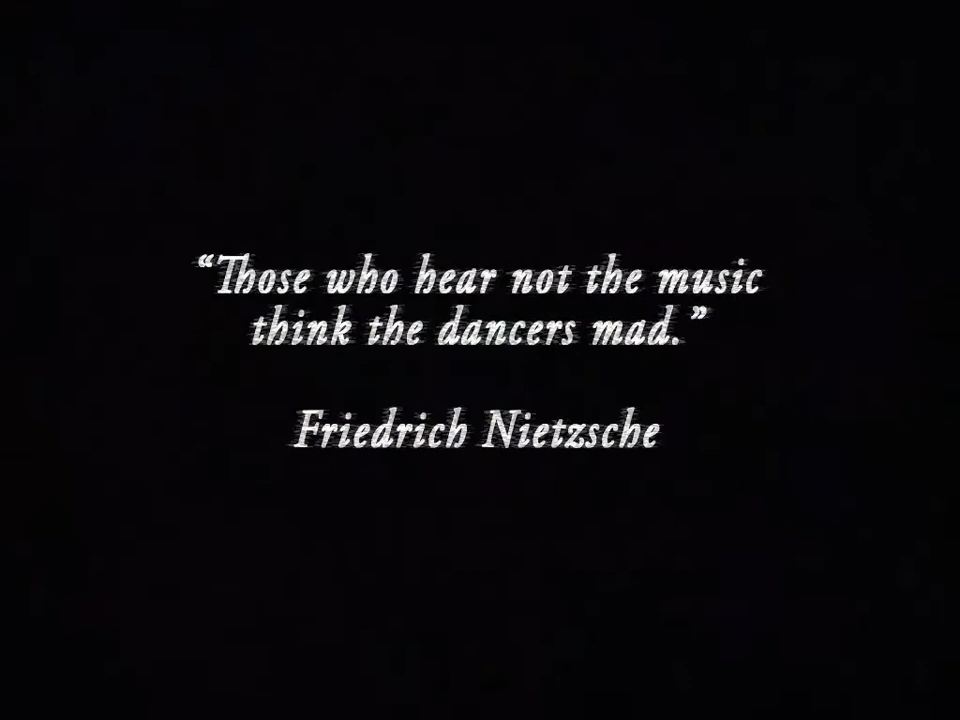 “Those who hear not the music
think the dancers mad.”
Friedrich Nietzsche